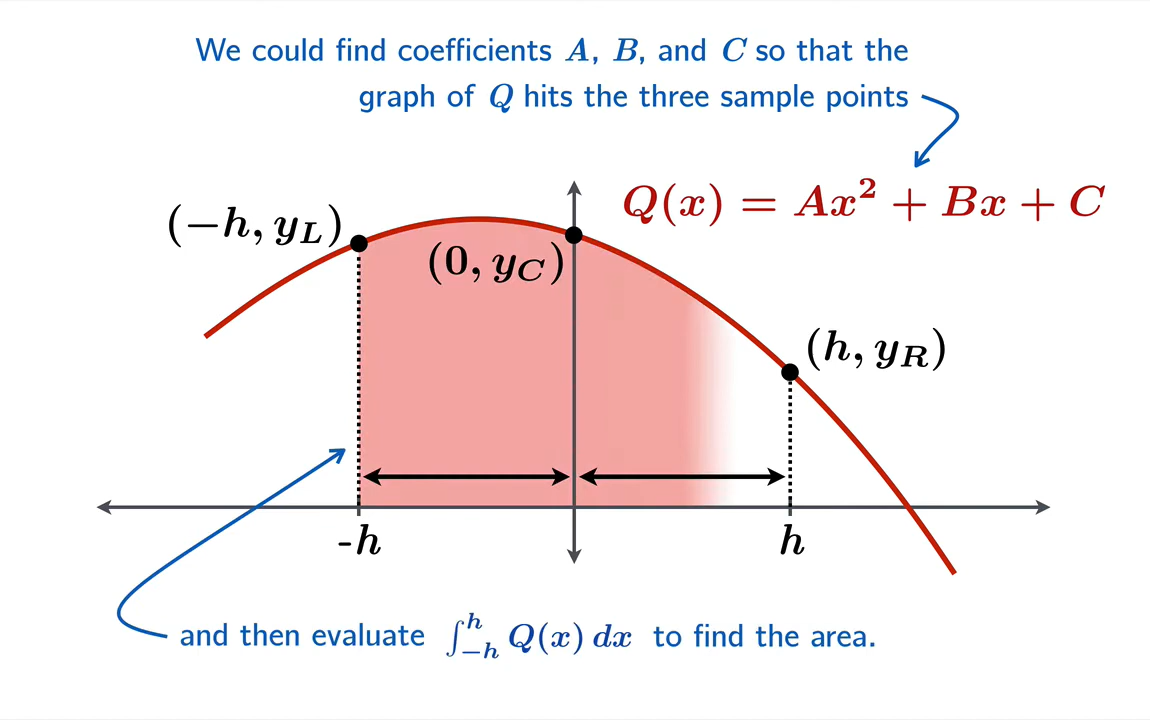 We could find coefficients A, B, and C so that the
graph of Q hits the three sample points
Q(x) = Ax² + Bx + C
(−h, y_L)
(0, y_C)
(h, y_R)
-h
h
and then evaluate ∫_{−h}^{h} Q(x) dx to find the area.